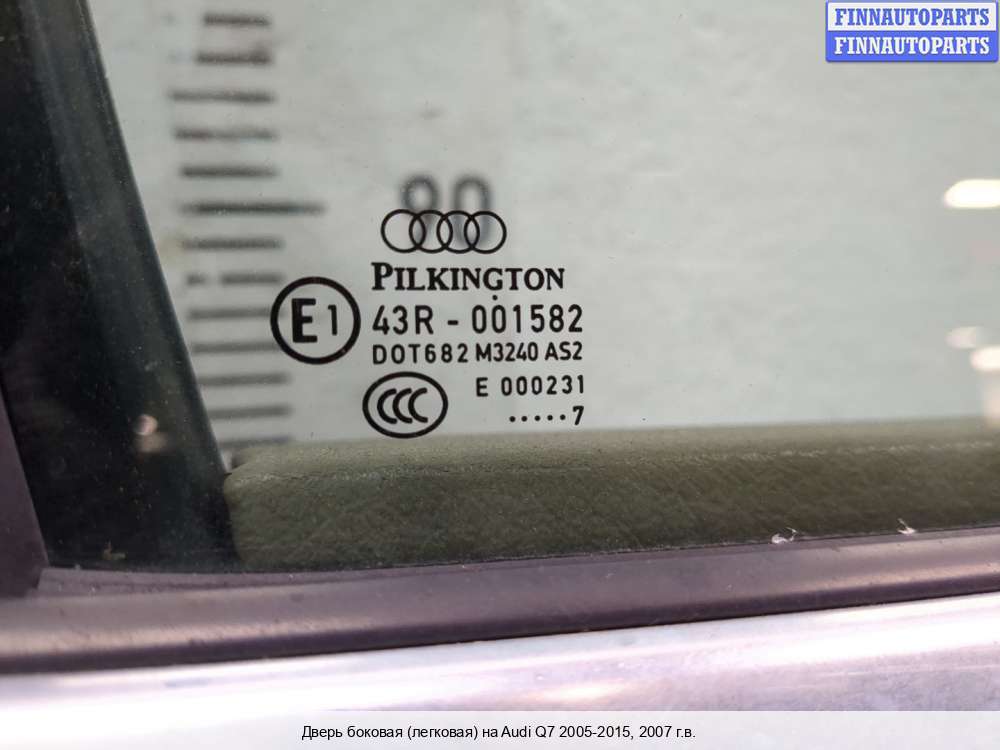 FINNAUTOPARTS
FINNAUTOPARTS
90
PILKINGTON
E1
43R - 001582
DOT682 M3240 AS2
CCC
E 000231
.....7
Дверь боковая (легковая) на Audi Q7 2005-2015, 2007 г.в.